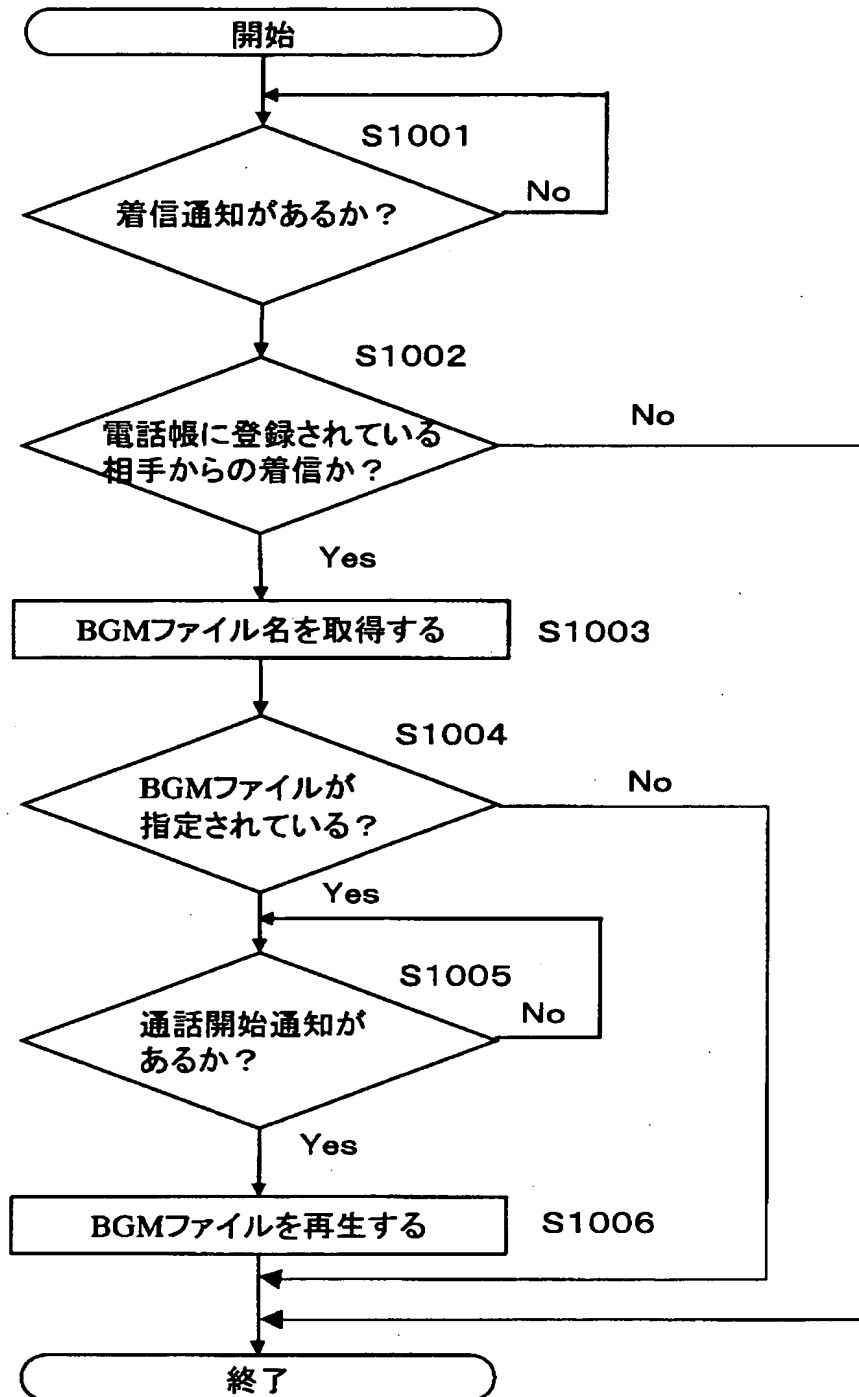 開始
S1001
着信通知があるか？
No
S1002
電話帳に登録されている
相手からの着信か？
No
Yes
BGMファイル名を取得する
S1003
S1004
BGMファイルが
指定されている？
No
Yes
S1005
通話開始通知が
あるか？
No
Yes
BGMファイルを再生する
S1006
終了